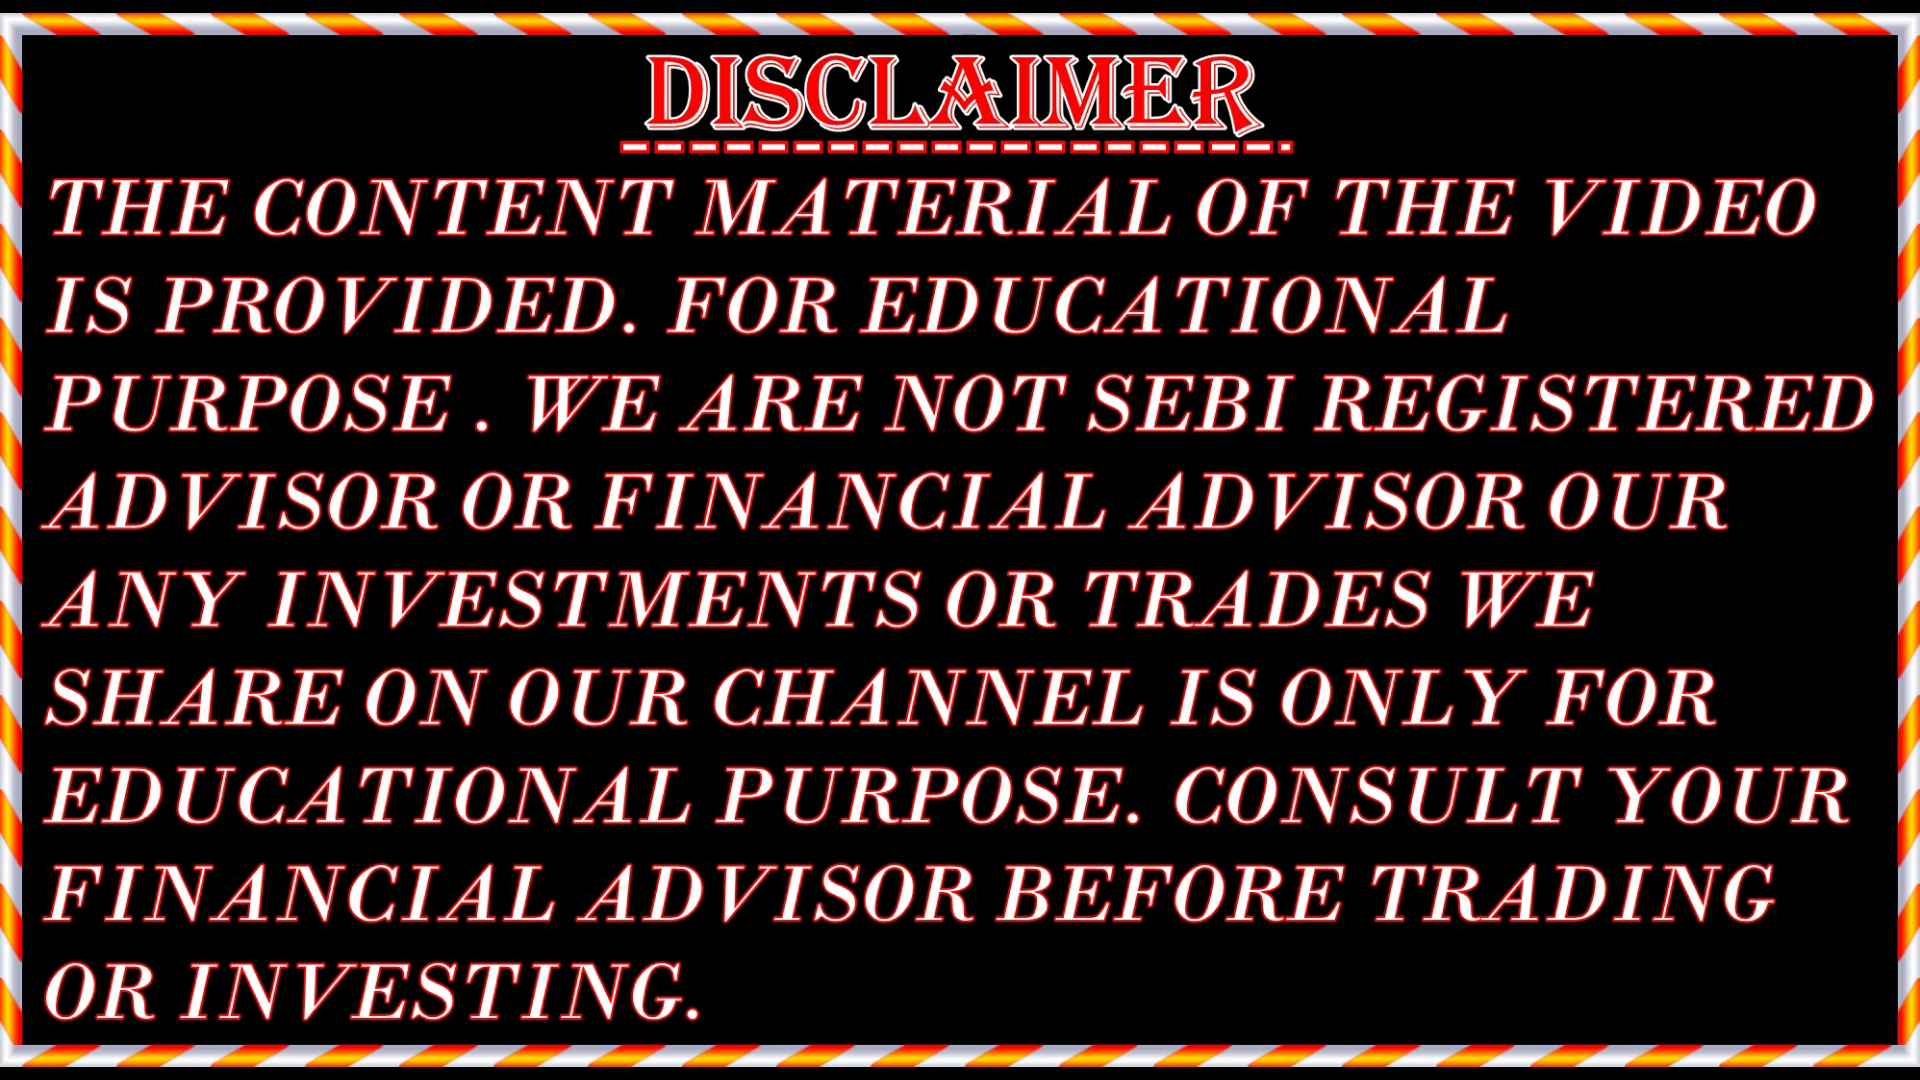 DISCLAIMER
THE CONTENT MATERIAL OF THE VIDEO
IS PROVIDED. FOR EDUCATIONAL
PURPOSE . WE ARE NOT SEBI REGISTERED
ADVISOR OR FINANCIAL ADVISOR OUR
ANY INVESTMENTS OR TRADES WE
SHARE ON OUR CHANNEL IS ONLY FOR
EDUCATIONAL PURPOSE. CONSULT YOUR
FINANCIAL ADVISOR BEFORE TRADING
OR INVESTING.